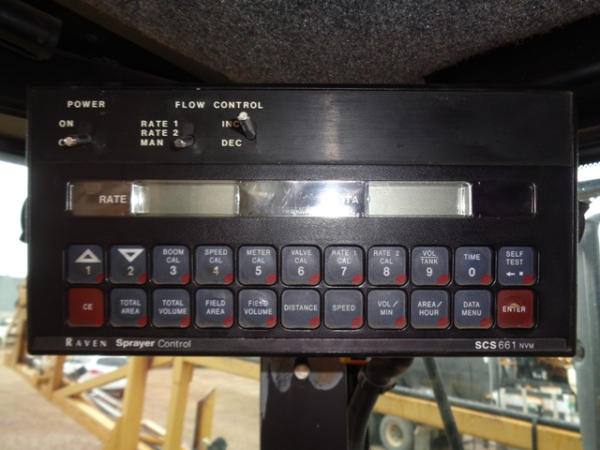 POWER FLOW CONTROL
ON RATE 1 INC
RATE 2
MAN DEC
RATE
BOOM CAL SPEED CAL METER CAL VALVE CAL RATE 1 CAL RATE 2 CAL VOL TANK TIME SELF TEST
1 2 3 4 5 6 7 8 9 0
CE TOTAL AREA TOTAL VOLUME FIELD AREA FIELD VOLUME DISTANCE SPEED VOL/MIN AREA/HOUR DATA MENU ENTER
RAVEN Sprayer Control SCS 661 NVM